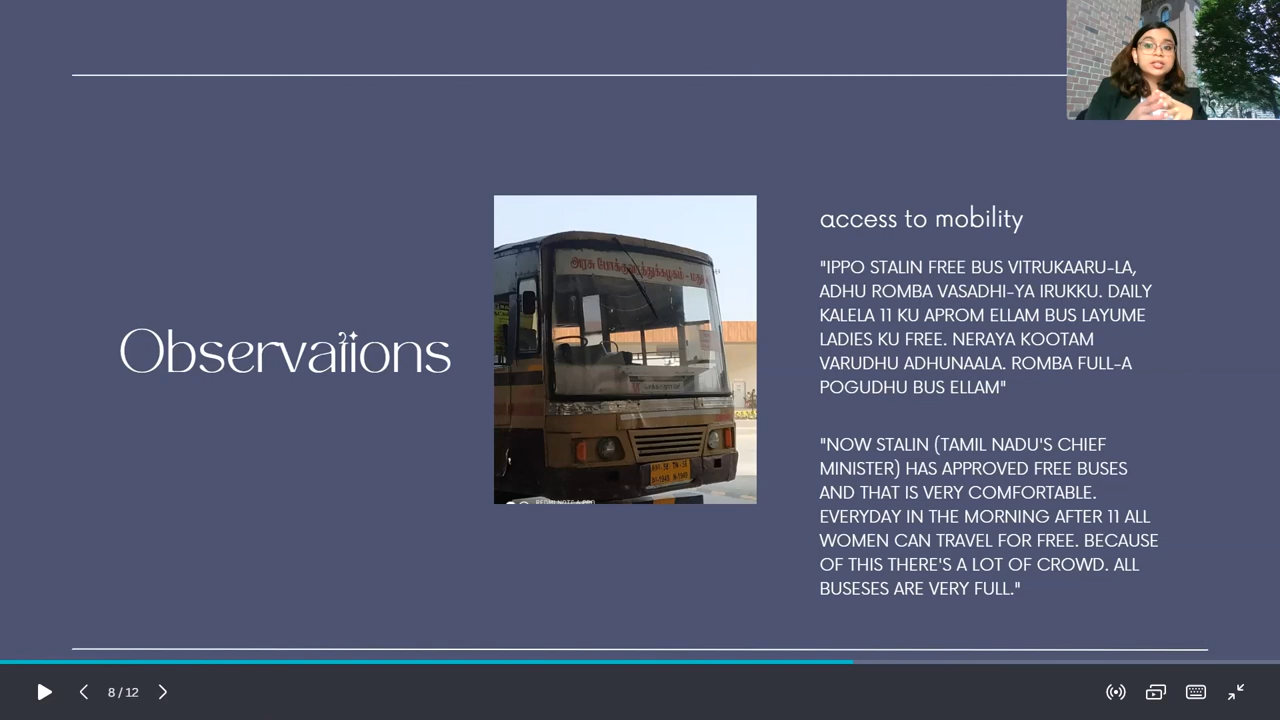 Observations
அரசு போக்குவரத்துக்கழகம் - மது
access to mobility
"IPPO STALIN FREE BUS VITRUKAARU-LA,
ADHU ROMBA VASADHI-YA IRUKKU. DAILY
KALELA 11 KU APROM ELLAM BUS LAYUME
LADIES KU FREE. NERAYA KOOTAM
VARUDHU ADHUNAALA. ROMBA FULL-A
POGUDHU BUS ELLAM"
"NOW STALIN (TAMIL NADU'S CHIEF
MINISTER) HAS APPROVED FREE BUSES
AND THAT IS VERY COMFORTABLE.
EVERYDAY IN THE MORNING AFTER 11 ALL
WOMEN CAN TRAVEL FOR FREE. BECAUSE
OF THIS THERE'S A LOT OF CROWD. ALL
BUSESES ARE VERY FULL."
8 / 12